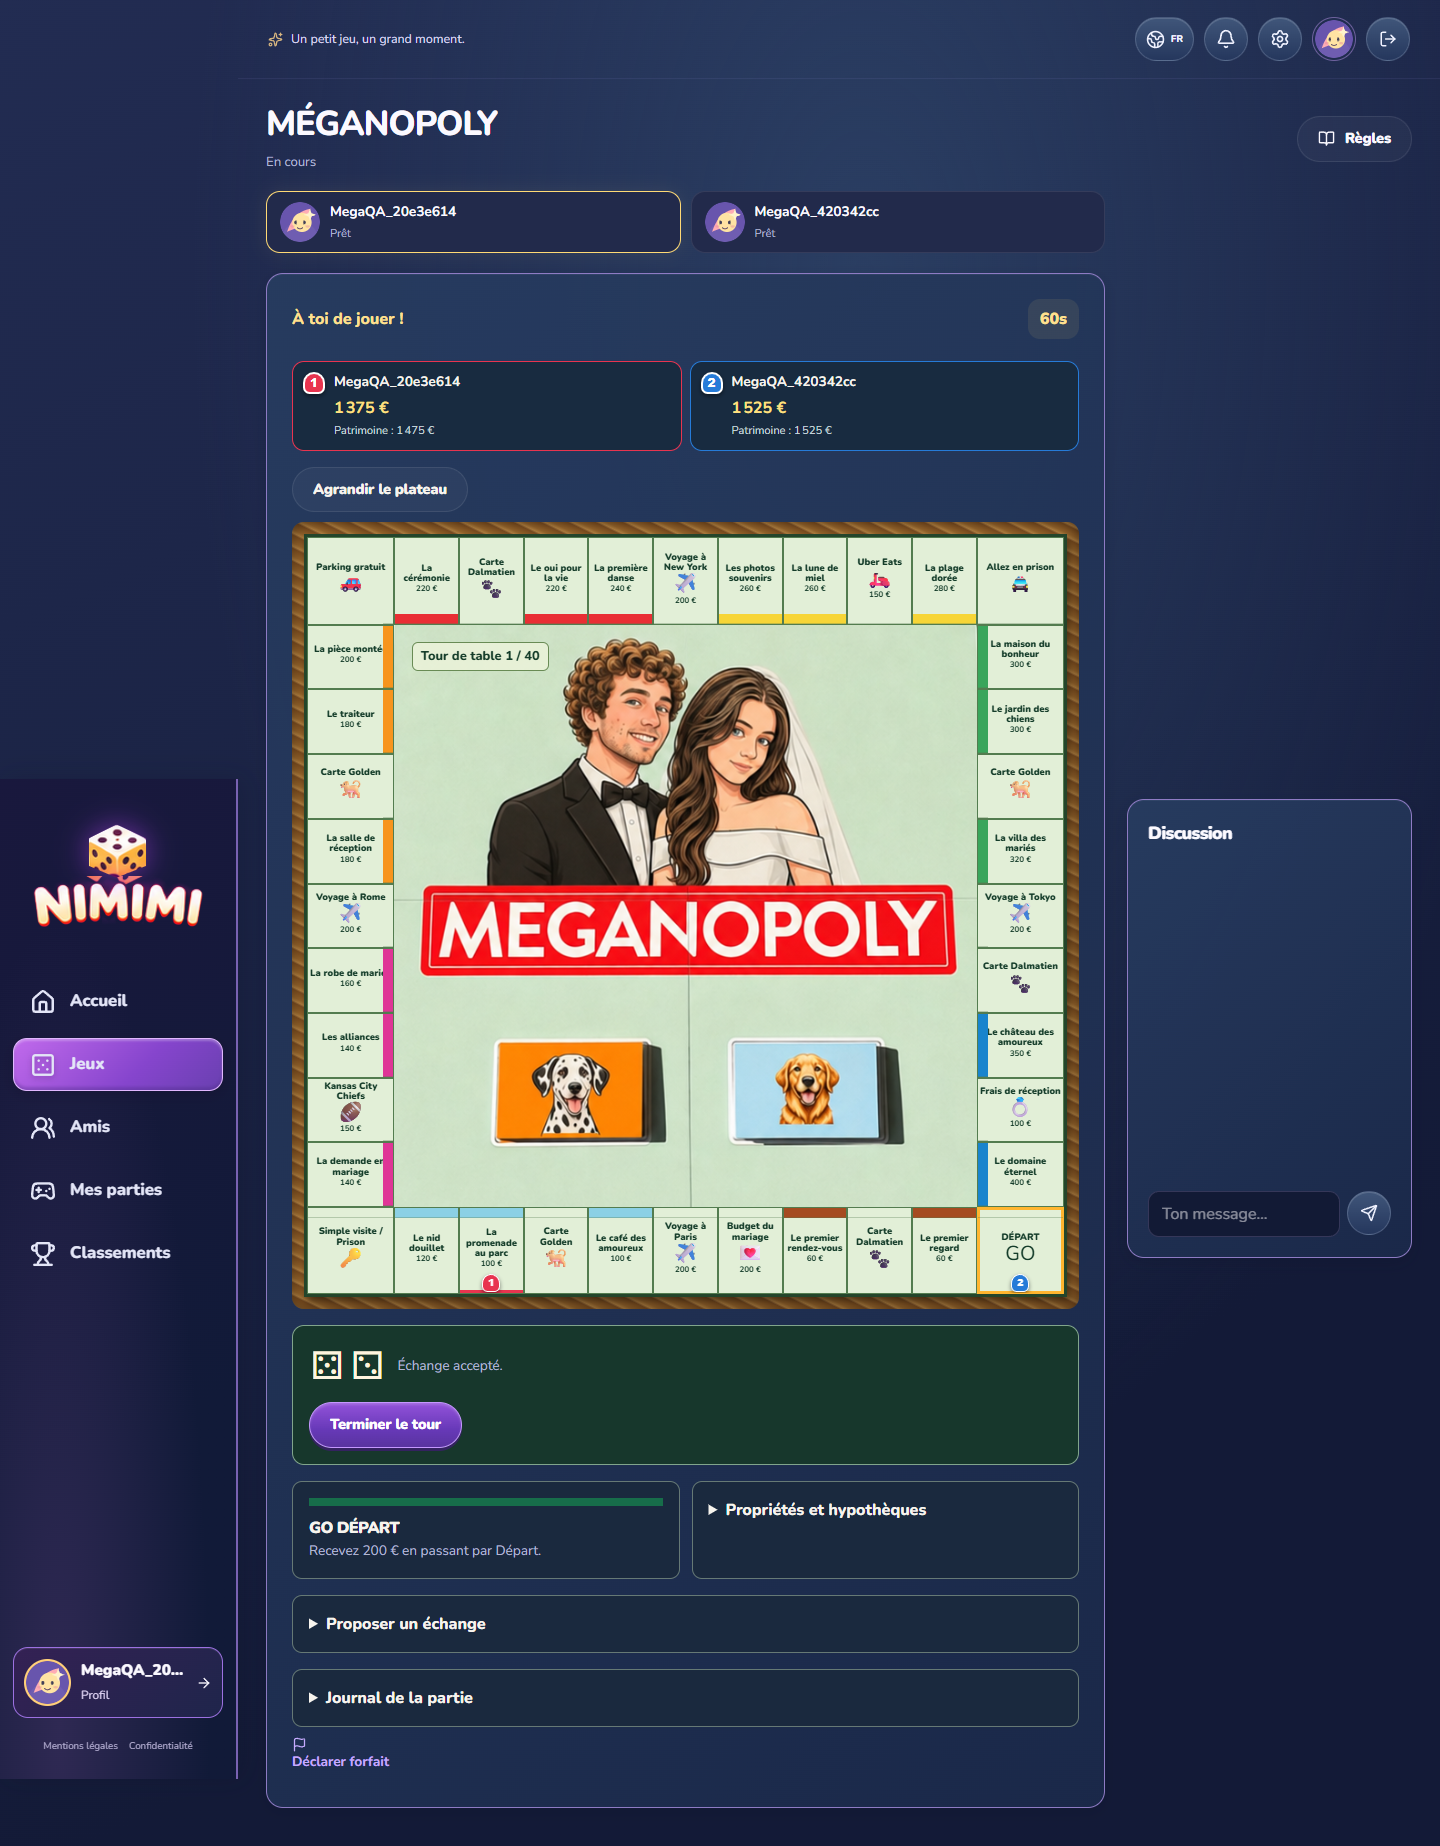 Un petit jeu, un grand moment.
FR
MÉGANOPOLY
En cours
Règles
MegaQA_20e3e614
Prêt
MegaQA_420342cc
Prêt
À toi de jouer !
60s
1
MegaQA_20e3e614
1 375 €
Patrimoine : 1 475 €
2
MegaQA_420342cc
1 525 €
Patrimoine : 1 525 €
Agrandir le plateau
Parking gratuit
La
cérémonie
220 €
Carte
Dalmatien
Le oui pour
la vie
220 €
La première
danse
240 €
Voyage à
New York
200 €
Les photos
souvenirs
260 €
La lune de
miel
260 €
Uber Eats
150 €
La plage
dorée
280 €
Allez en prison
La pièce monté
200 €
Le traiteur
180 €
Carte Golden
La salle de
réception
180 €
Voyage à Rome
200 €
La robe de marié
160 €
Les alliances
140 €
Kansas City
Chiefs
150 €
La demande en
mariage
140 €
Tour de table 1 / 40
MEGANOPOLY
La maison du
bonheur
300 €
Le jardin des
chiens
300 €
Carte Golden
La villa des
mariés
320 €
Voyage à Tokyo
200 €
Carte Dalmatien
Le château des
amoureux
350 €
Frais de réception
100 €
Le domaine
éternel
400 €
Simple visite /
Prison
Le nid
douillet
120 €
La
promenade
au parc
100 €
1
Carte
Golden
Le café des
amoureux
100 €
Voyage à
Paris
200 €
Budget du
mariage
200 €
Le premier
rendez-vous
60 €
Carte
Dalmatien
Le premier
regard
60 €
DÉPART
GO
2
Échange accepté.
Terminer le tour
GO DÉPART
Recevez 200 € en passant par Départ.
Propriétés et hypothèques
Proposer un échange
Journal de la partie
Déclarer forfait
NIMIMI
Accueil
Jeux
Amis
Mes parties
Classements
MegaQA_20...
Profil
Mentions légales
Confidentialité
Discussion
Ton message...